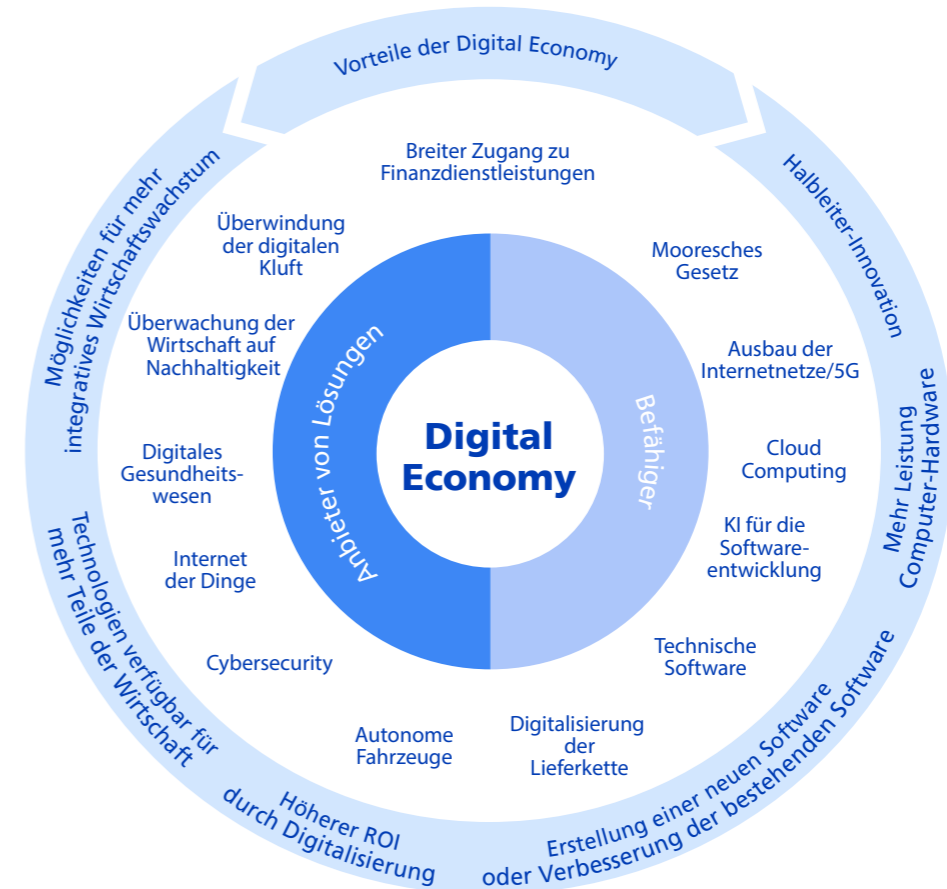 Vorteile der Digital Economy
Halbleiter-Innovation
Mehr Leistung
Computer-Hardware
Erstellung einer neuen Software
oder Verbesserung der bestehenden Software
Höherer ROI
durch Digitalisierung
Technologien verfügbar für
mehr Teile der Wirtschaft
Möglichkeiten für mehr
integratives Wirtschaftswachstum
Breiter Zugang zu
Finanzdienstleistungen
Mooresches
Gesetz
Ausbau der
Internetnetze/5G
Cloud
Computing
KI für die
Software-
entwicklung
Technische
Software
Digitalisierung
der
Lieferkette
Autonome
Fahrzeuge
Cybersecurity
Internet
der Dinge
Digitales
Gesundheits-
wesen
Überwachung der
Wirtschaft auf
Nachhaltigkeit
Überwindung
der digitalen
Kluft
Anbieter von Lösungen
Befähiger
Digital
Economy